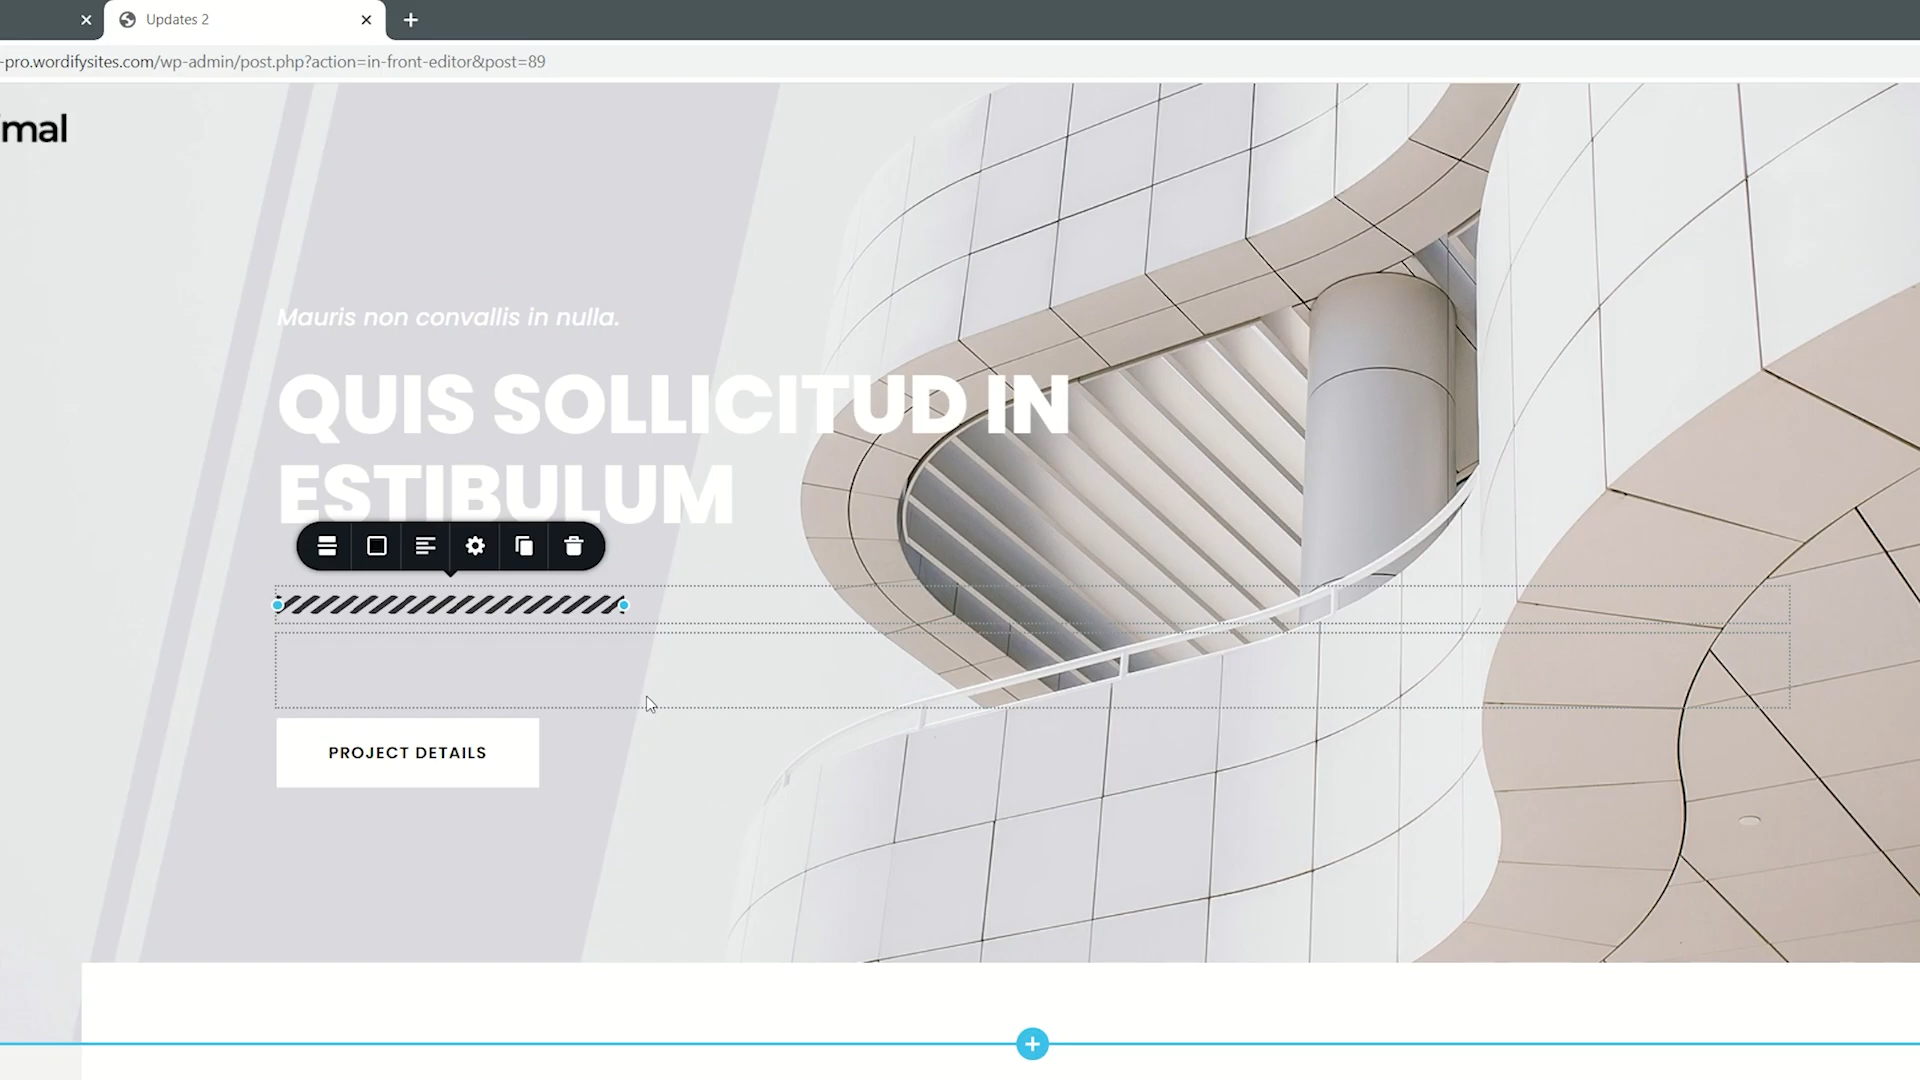 Updates 2
-pro.wordifysites.com/wp-admin/post.php?action=in-front-editor&post=89
mal
Mauris non convallis in nulla.
QUIS SOLLICITUD IN
ESTIBULUM
PROJECT DETAILS